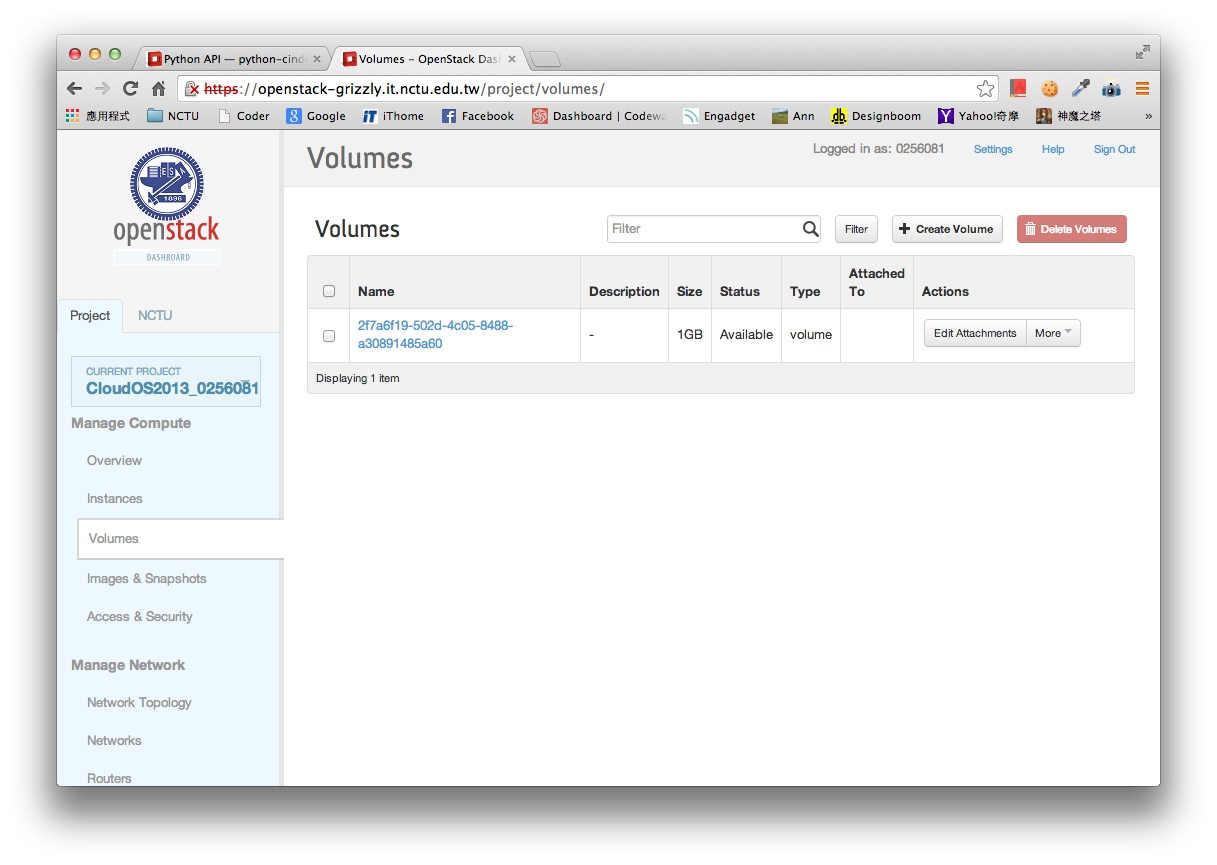 Python API — python-cind
Volumes – OpenStack Das
https://openstack-grizzly.it.nctu.edu.tw/project/volumes/
應用程式 NCTU Coder Google iThome Facebook Dashboard | Codewa Engadget Ann Designboom Yahoo!奇摩 神魔之塔 »
Volumes
Logged in as: 0256081 Settings Help Sign Out
ES
1896
openstack
DASHBOARD
Project NCTU
CURRENT PROJECT
CloudOS2013_0256081
Manage Compute
Overview
Instances
Volumes
Images & Snapshots
Access & Security
Manage Network
Network Topology
Networks
Routers
Volumes
Filter Filter Create Volume Delete Volumes
Name Description Size Status Type Attached To Actions
2f7a6f19-502d-4c05-8488-
a30891485a60
- 1GB Available volume Edit Attachments More
Displaying 1 item